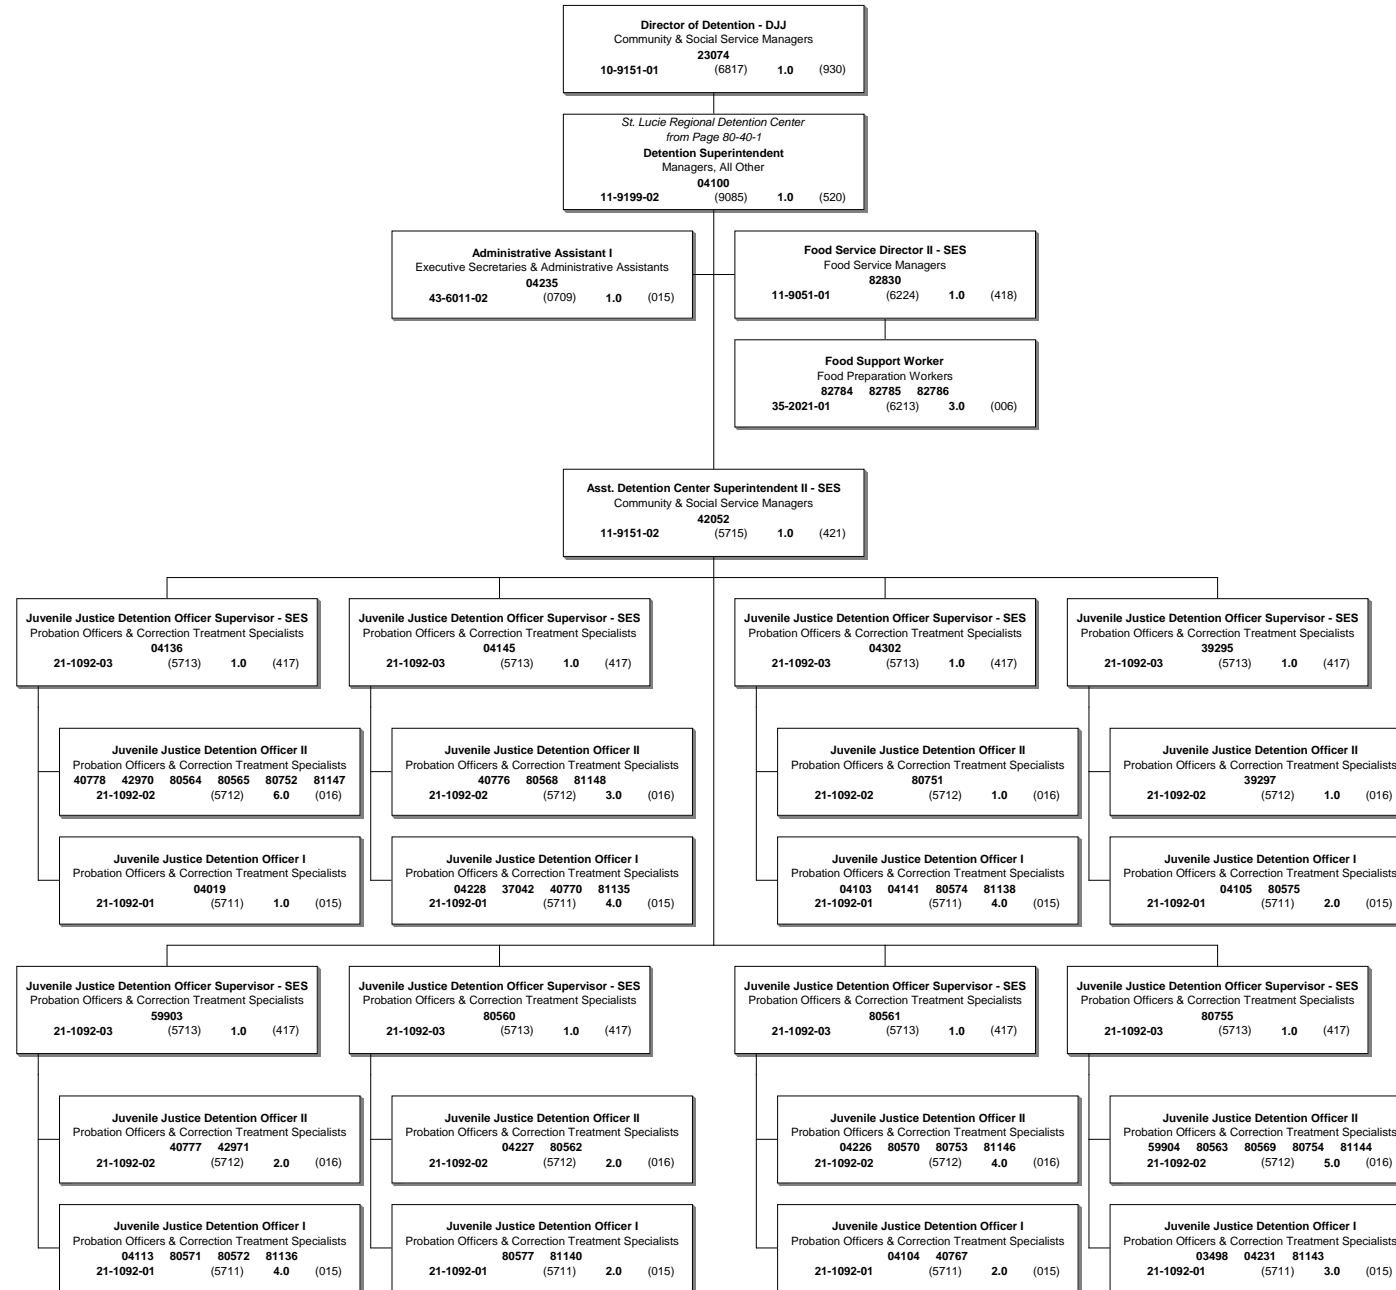 Director of Detention - DJJ
Community & Social Service Managers
23074
10-9151-01 (6817) 1.0 (930)
St. Lucie Regional Detention Center
from Page 80-40-1
Detention Superintendent
Managers, All Other
04100
11-9199-02 (9085) 1.0 (520)
Administrative Assistant I
Executive Secretaries & Administrative Assistants
04235
43-6011-02 (0709) 1.0 (015)
Food Service Director II - SES
Food Service Managers
82830
11-9051-01 (6224) 1.0 (418)
Food Support Worker
Food Preparation Workers
82784 82785 82786
35-2021-01 (6213) 3.0 (006)
Asst. Detention Center Superintendent II - SES
Community & Social Service Managers
42052
11-9151-02 (5715) 1.0 (421)
Juvenile Justice Detention Officer Supervisor - SES
Probation Officers & Correction Treatment Specialists
04136
21-1092-03 (5713) 1.0 (417)
Juvenile Justice Detention Officer Supervisor - SES
Probation Officers & Correction Treatment Specialists
04145
21-1092-03 (5713) 1.0 (417)
Juvenile Justice Detention Officer Supervisor - SES
Probation Officers & Correction Treatment Specialists
04302
21-1092-03 (5713) 1.0 (417)
Juvenile Justice Detention Officer Supervisor - SES
Probation Officers & Correction Treatment Specialists
39295
21-1092-03 (5713) 1.0 (417)
Juvenile Justice Detention Officer II
Probation Officers & Correction Treatment Specialists
40778 42970 80564 80565 80752 81147
21-1092-02 (5712) 6.0 (016)
Juvenile Justice Detention Officer II
Probation Officers & Correction Treatment Specialists
40776 80568 81148
21-1092-02 (5712) 3.0 (016)
Juvenile Justice Detention Officer II
Probation Officers & Correction Treatment Specialists
80751
21-1092-02 (5712) 1.0 (016)
Juvenile Justice Detention Officer II
Probation Officers & Correction Treatment Specialists
39297
21-1092-02 (5712) 1.0 (016)
Juvenile Justice Detention Officer I
Probation Officers & Correction Treatment Specialists
04019
21-1092-01 (5711) 1.0 (015)
Juvenile Justice Detention Officer I
Probation Officers & Correction Treatment Specialists
04228 37042 40770 81135
21-1092-01 (5711) 4.0 (015)
Juvenile Justice Detention Officer I
Probation Officers & Correction Treatment Specialists
04103 04141 80574 81138
21-1092-01 (5711) 4.0 (015)
Juvenile Justice Detention Officer I
Probation Officers & Correction Treatment Specialists
04105 80575
21-1092-01 (5711) 2.0 (015)
Juvenile Justice Detention Officer Supervisor - SES
Probation Officers & Correction Treatment Specialists
59903
21-1092-03 (5713) 1.0 (417)
Juvenile Justice Detention Officer Supervisor - SES
Probation Officers & Correction Treatment Specialists
80560
21-1092-03 (5713) 1.0 (417)
Juvenile Justice Detention Officer Supervisor - SES
Probation Officers & Correction Treatment Specialists
80561
21-1092-03 (5713) 1.0 (417)
Juvenile Justice Detention Officer Supervisor - SES
Probation Officers & Correction Treatment Specialists
80755
21-1092-03 (5713) 1.0 (417)
Juvenile Justice Detention Officer II
Probation Officers & Correction Treatment Specialists
40777 42971
21-1092-02 (5712) 2.0 (016)
Juvenile Justice Detention Officer II
Probation Officers & Correction Treatment Specialists
04227 80562
21-1092-02 (5712) 2.0 (016)
Juvenile Justice Detention Officer II
Probation Officers & Correction Treatment Specialists
04226 80570 80753 81146
21-1092-02 (5712) 4.0 (016)
Juvenile Justice Detention Officer II
Probation Officers & Correction Treatment Specialists
59904 80563 80569 80754 81144
21-1092-02 (5712) 5.0 (016)
Juvenile Justice Detention Officer I
Probation Officers & Correction Treatment Specialists
04113 80571 80572 81136
21-1092-01 (5711) 4.0 (015)
Juvenile Justice Detention Officer I
Probation Officers & Correction Treatment Specialists
80577 81140
21-1092-01 (5711) 2.0 (015)
Juvenile Justice Detention Officer I
Probation Officers & Correction Treatment Specialists
04104 40767
21-1092-01 (5711) 2.0 (015)
Juvenile Justice Detention Officer I
Probation Officers & Correction Treatment Specialists
03498 04231 81143
21-1092-01 (5711) 3.0 (015)